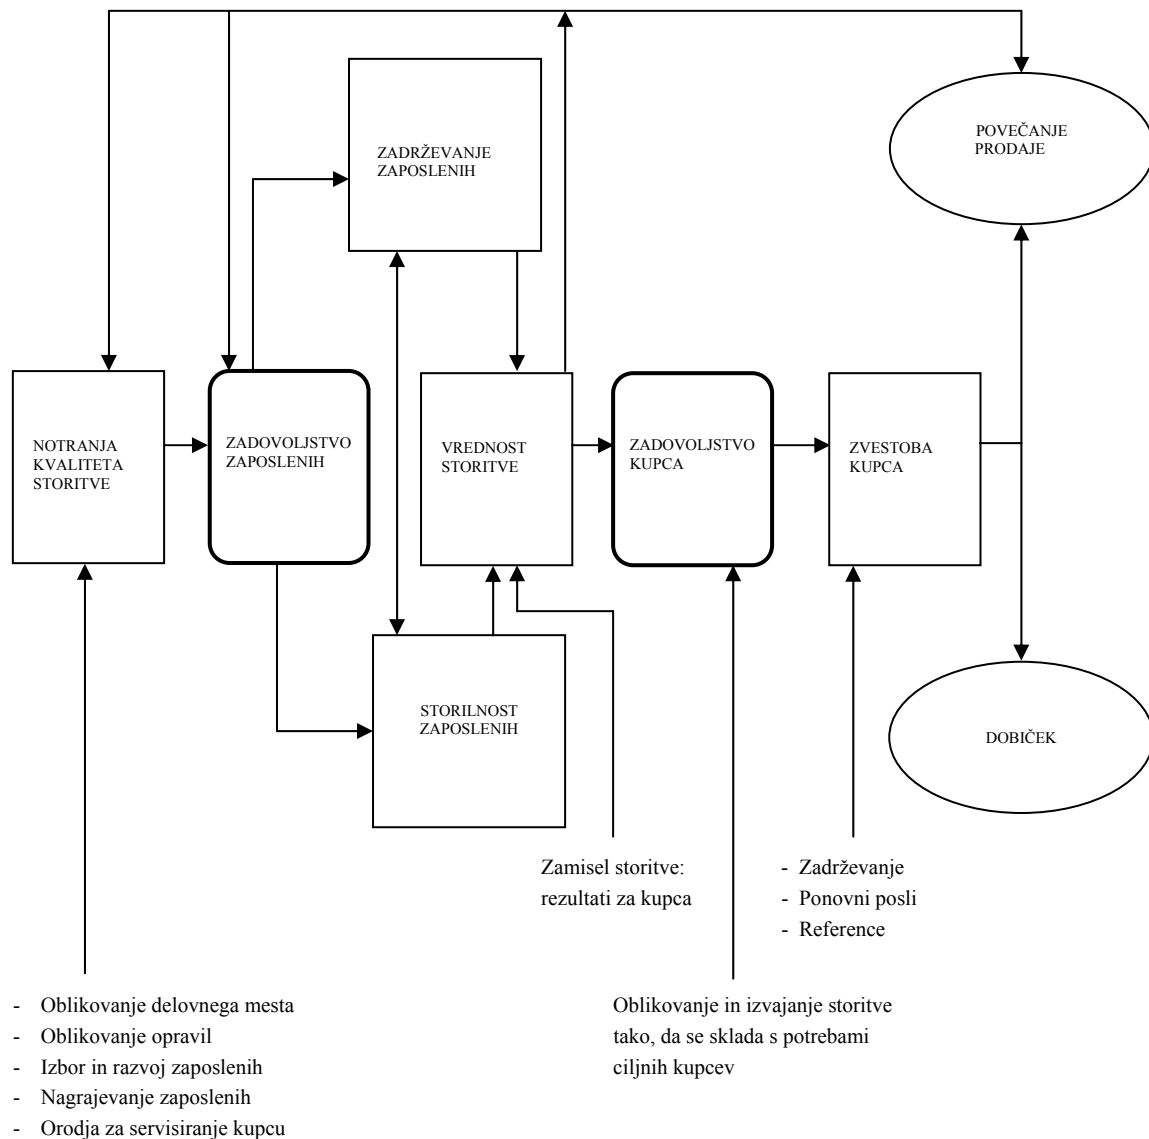 POVEČANJE
PRODAJE
ZADRŽEVANJE
ZAPOSLENIH
NOTRANJA
KVALITETA
STORITVE
ZADOVOLJSTVO
ZAPOSLENIH
VREDNOST
STORITVE
ZADOVOLJSTVO
KUPCA
ZVESTOBA
KUPCA
STORILNOST
ZAPOSLENIH
DOBIČEK
Zamisel storitve:
rezultati za kupca
- Zadrževanje
- Ponovni posli
- Reference
- Oblikovanje delovnega mesta
- Oblikovanje opravil
- Izbor in razvoj zaposlenih
- Nagrajevanje zaposlenih
- Orodja za servisiranje kupcu
Oblikovanje in izvajanje storitve
tako, da se sklada s potrebami
ciljnih kupcev